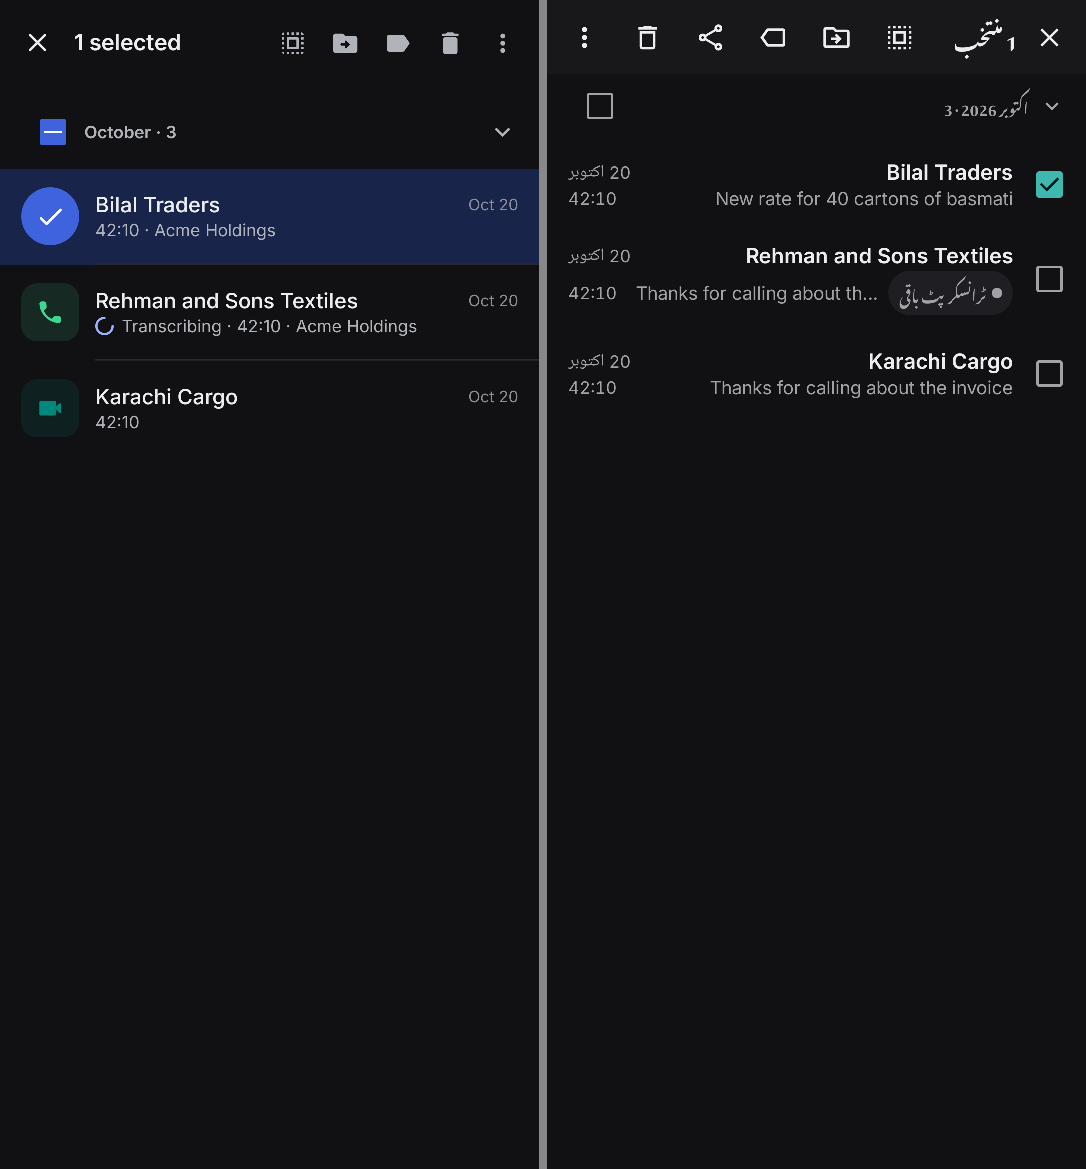 1 selected
October · 3
Bilal Traders
Oct 20
42:10 · Acme Holdings
Rehman and Sons Textiles
Oct 20
Transcribing · 42:10 · Acme Holdings
Karachi Cargo
Oct 20
42:10
1 منتخب
اکتوبر 2026 · 3
Bilal Traders
20 اکتوبر
New rate for 40 cartons of basmati
42:10
Rehman and Sons Textiles
20 اکتوبر
ٹرانسکرپٹ باقی
Thanks for calling about th...
42:10
Karachi Cargo
20 اکتوبر
Thanks for calling about the invoice
42:10